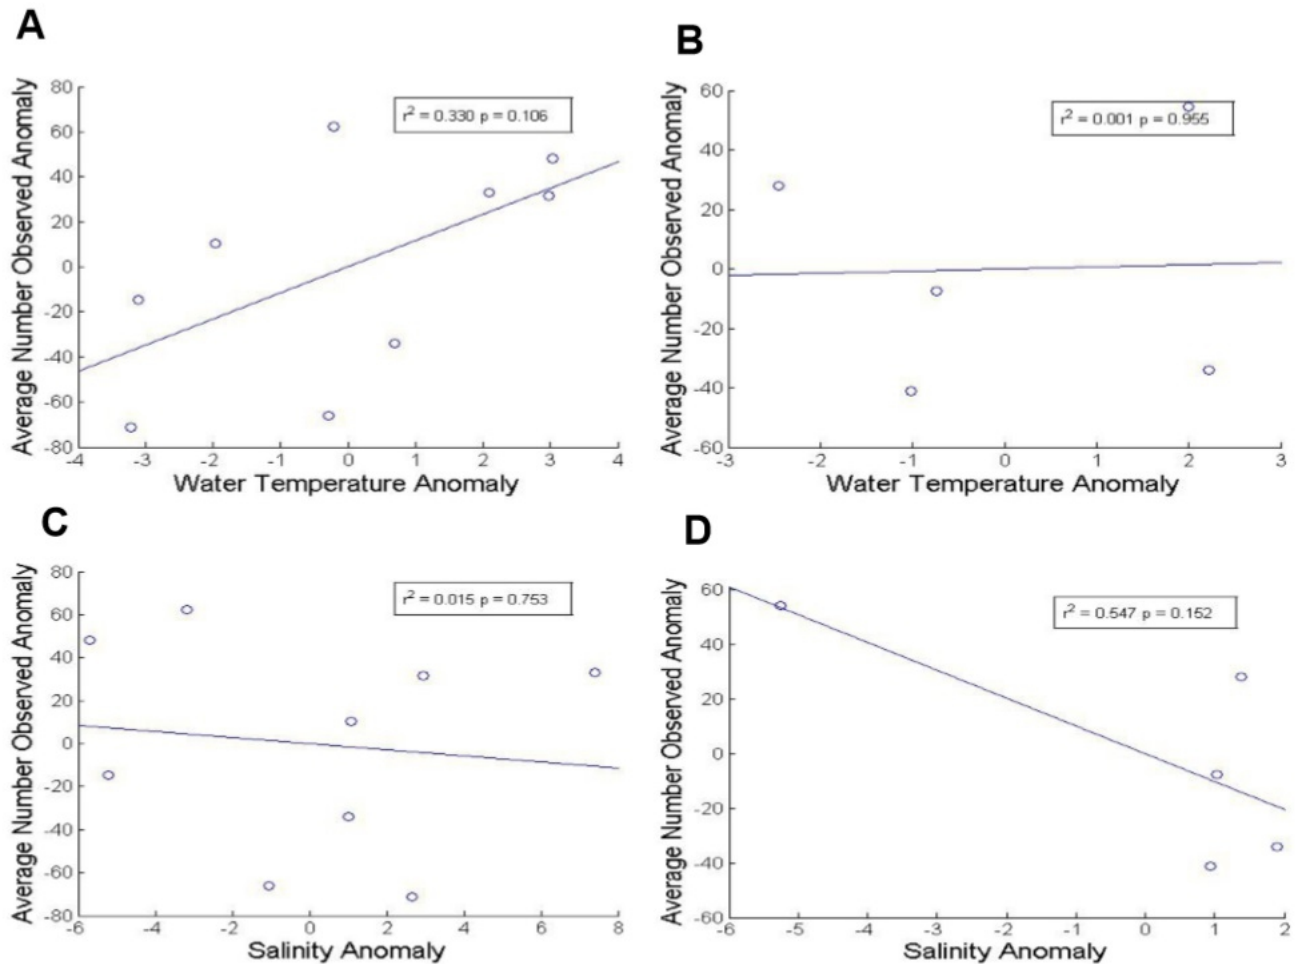 A
Average Number Observed Anomaly
80
60
40
20
0
-20
-40
-60
-80
r² = 0.330 p = 0.106
-4 -3 -2 -1 0 1 2 3 4
Water Temperature Anomaly
B
Average Number Observed Anomaly
60
40
20
0
-20
-40
-60
r² = 0.001 p = 0.955
-3 -2 -1 0 1 2 3
Water Temperature Anomaly
C
Average Number Observed Anomaly
80
60
40
20
0
-20
-40
-60
-80
r² = 0.015 p = 0.753
-6 -4 -2 0 2 4 6 8
Salinity Anomaly
D
Average Number Observed Anomaly
60
40
20
0
-20
-40
-60
r² = 0.547 p = 0.152
-6 -5 -4 -3 -2 -1 0 1 2
Salinity Anomaly